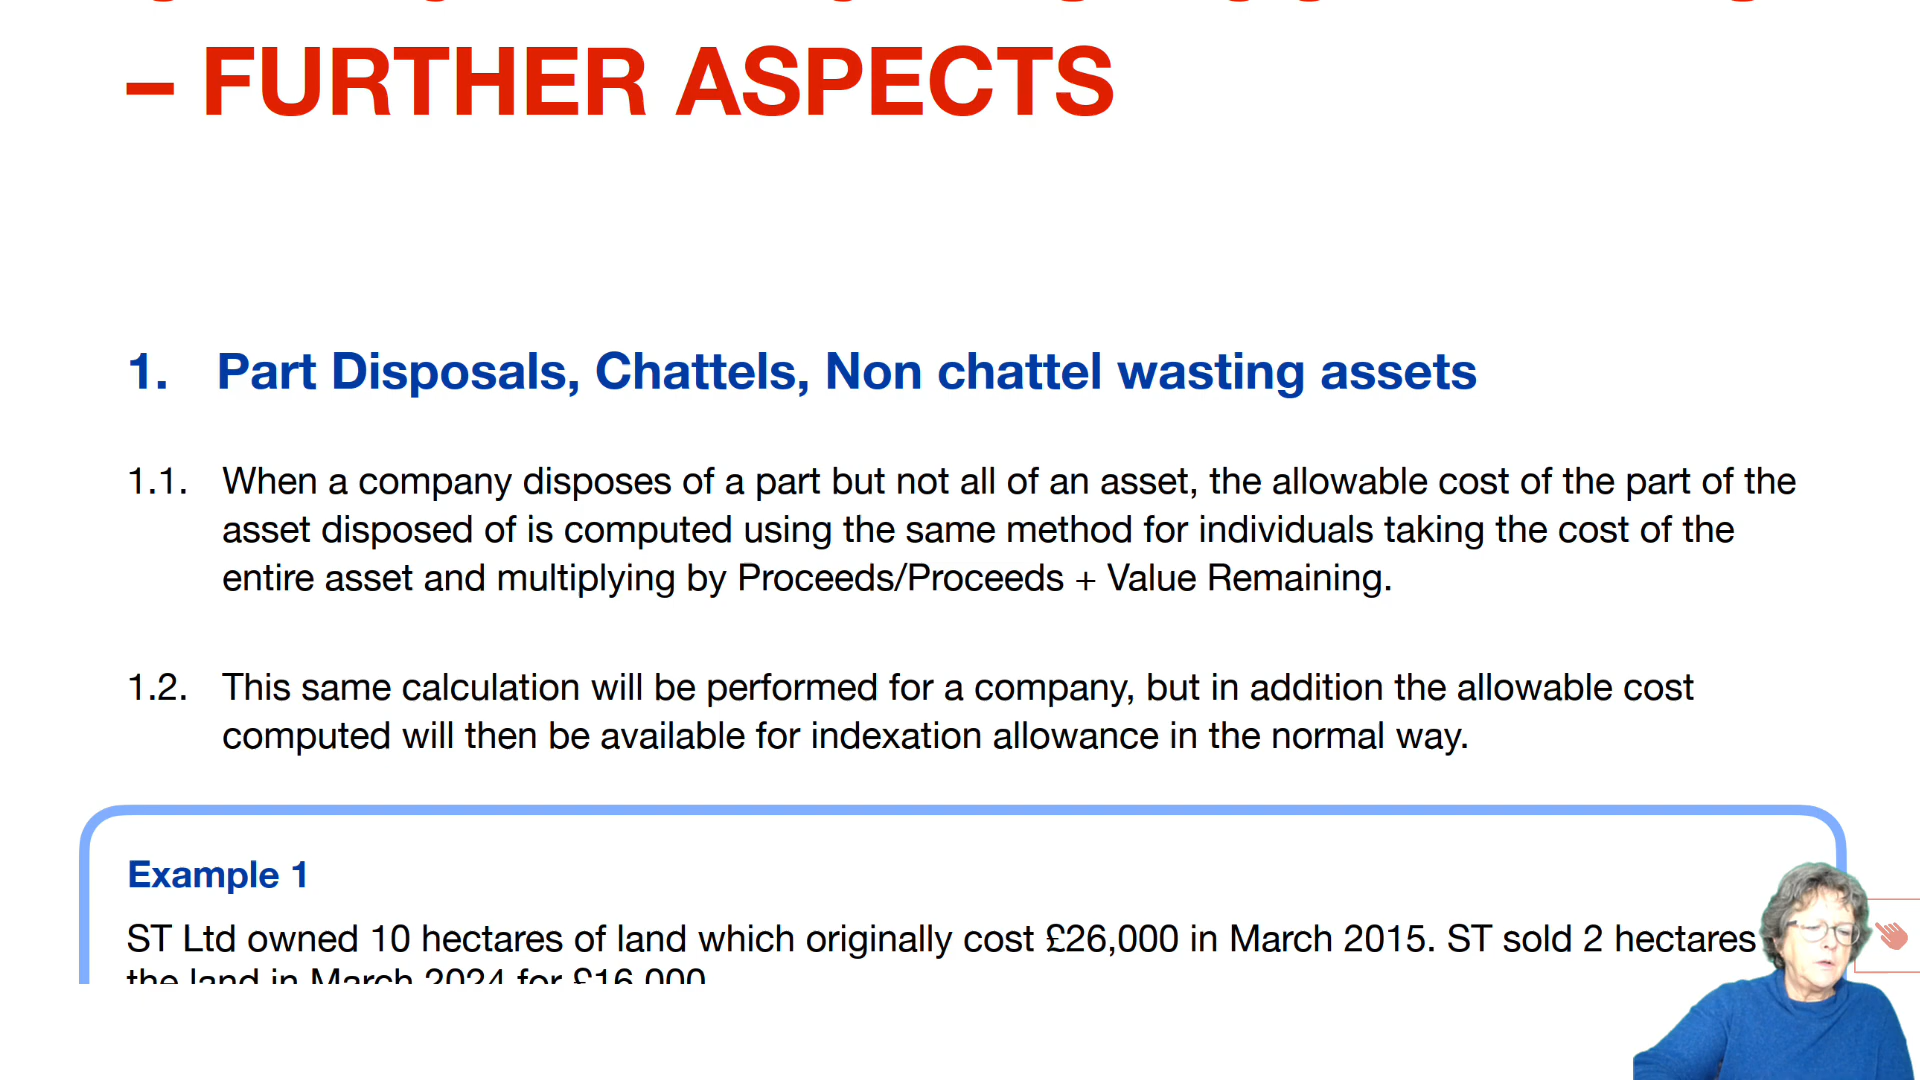 – FURTHER ASPECTS
1. Part Disposals, Chattels, Non chattel wasting assets
1.1. When a company disposes of a part but not all of an asset, the allowable cost of the part of the
asset disposed of is computed using the same method for individuals taking the cost of the
entire asset and multiplying by Proceeds/Proceeds + Value Remaining.
1.2. This same calculation will be performed for a company, but in addition the allowable cost
computed will then be available for indexation allowance in the normal way.
Example 1
ST Ltd owned 10 hectares of land which originally cost £26,000 in March 2015. ST sold 2 hectares
the land in March 2024 for £16,000